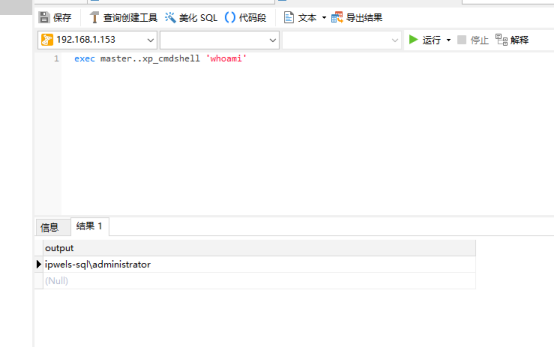 保存 查询创建工具 美化 SQL 代码段 文本 导出结果
192.168.1.153 运行 停止 解释
1 exec master..xp_cmdshell 'whoami'
信息 结果 1
output
ipwels-sql\administrator
(Null)